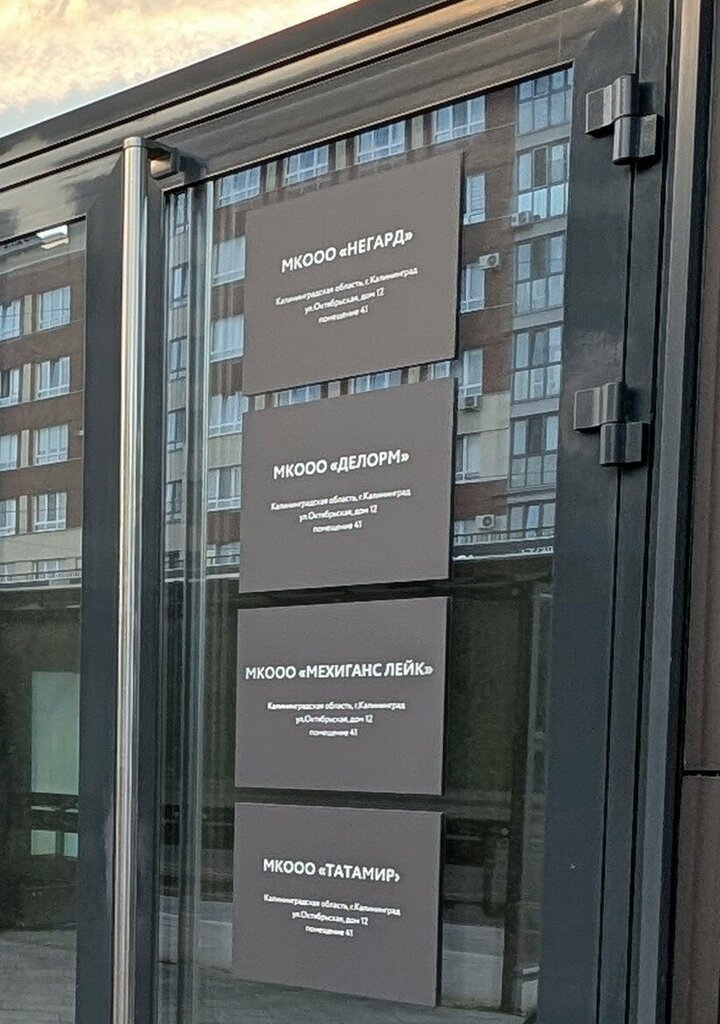 МКООО «НЕГАРД»
Калининградская область, г.Калининград
ул.Октябрьская, дом 12
помещение 41
МКООО «ДЕЛОРМ»
Калининградская область, г.Калининград
ул.Октябрьская, дом 12
помещение 41
МКООО «МЕХИГАНС ЛЕЙК»
Калининградская область, г.Калининград
ул.Октябрьская, дом 12
помещение 41
МКООО «ТАТАМИР»
Калининградская область, г.Калининград
ул.Октябрьская, дом 12
помещение 41